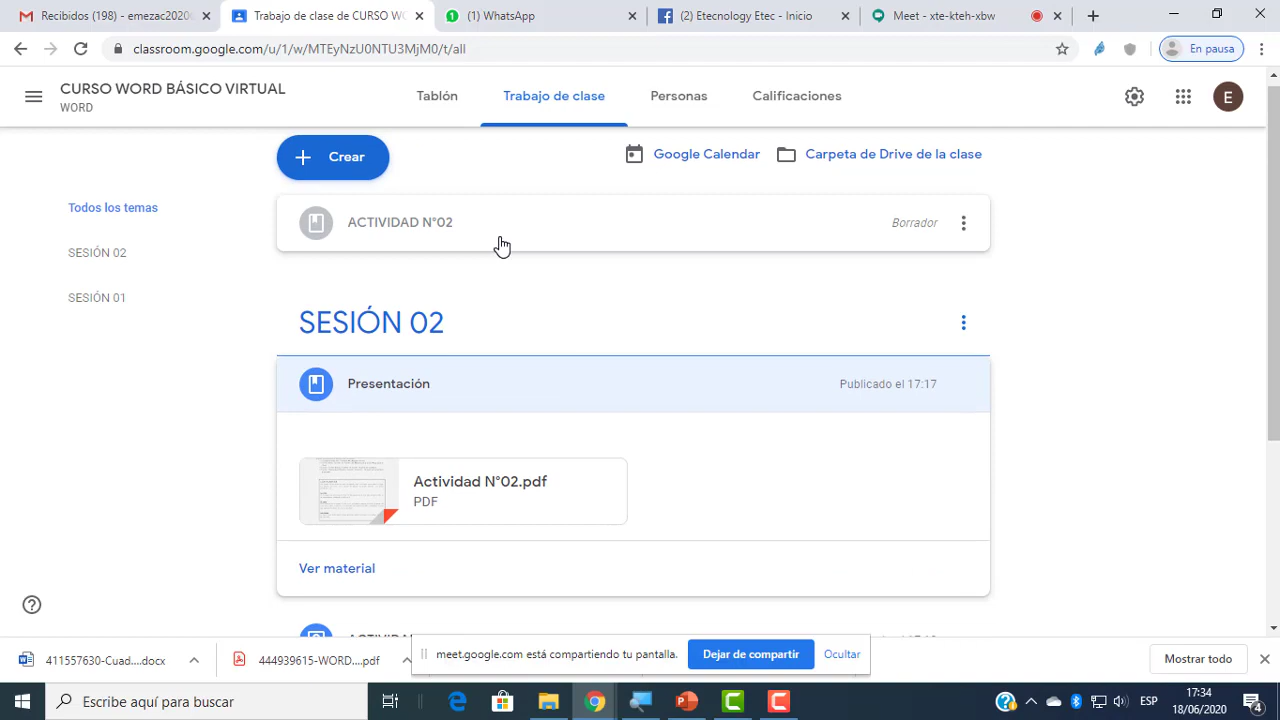 Recibidos (198) - emezac2020
Trabajo de clase de CURSO WO
(1) WhatsApp
(2) Etecnology Etec - Inicio
Meet - xte-kteh-xbw
classroom.google.com/u/1/w/MTEyNzU0NTU3MjM0/t/all
En pausa
CURSO WORD BÁSICO VIRTUAL
WORD
Tablón
Trabajo de clase
Personas
Calificaciones
E
Crear
Google Calendar
Carpeta de Drive de la clase
Todos los temas
SESIÓN 02
SESIÓN 01
ACTIVIDAD N°02
Borrador
SESIÓN 02
Presentación
Publicado el 17:17
Actividad N°02.pdf
PDF
Ver material
meet.google.com está compartiendo tu pantalla.
Dejar de compartir
Ocultar
411557630-Cuad....docx
444939615-WORD....pdf
Mostrar todo
Escribe aquí para buscar
ESP
17:34
18/06/2020
4